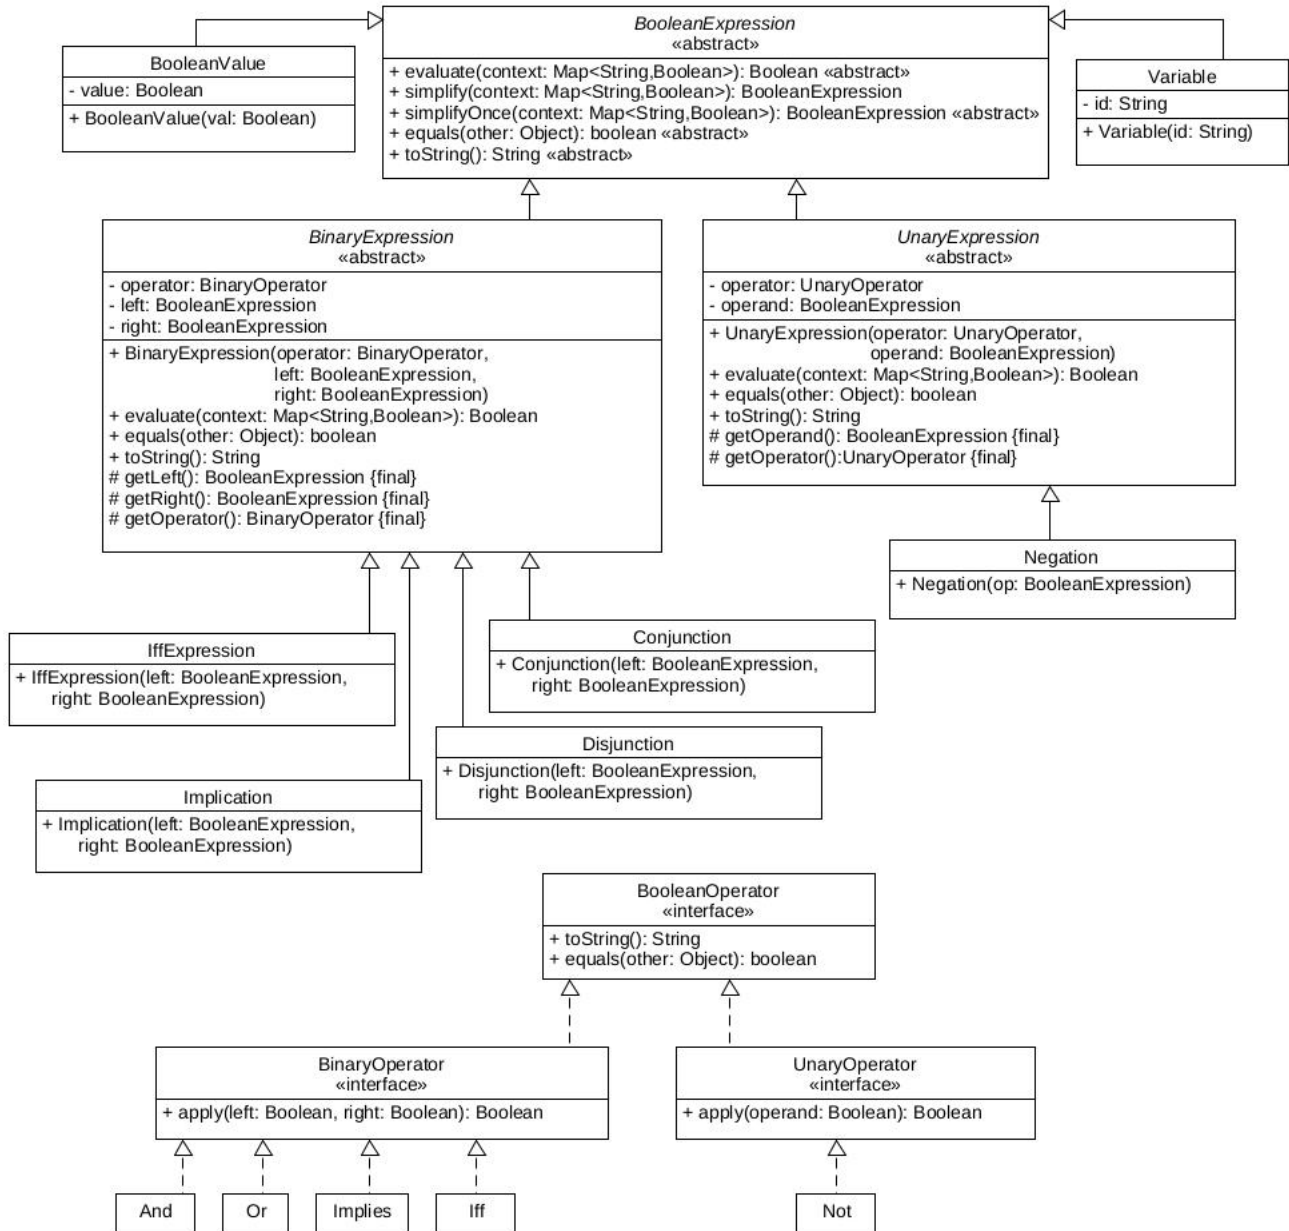 BooleanExpression
«abstract»
+ evaluate(context: Map<String,Boolean>): Boolean «abstract»
+ simplify(context: Map<String,Boolean>): BooleanExpression
+ simplifyOnce(context: Map<String,Boolean>): BooleanExpression «abstract»
+ equals(other: Object): boolean «abstract»
+ toString(): String «abstract»
BooleanValue
- value: Boolean
+ BooleanValue(val: Boolean)
Variable
- id: String
+ Variable(id: String)
BinaryExpression
«abstract»
- operator: BinaryOperator
- left: BooleanExpression
- right: BooleanExpression
+ BinaryExpression(operator: BinaryOperator,
left: BooleanExpression,
right: BooleanExpression)
+ evaluate(context: Map<String,Boolean>): Boolean
+ equals(other: Object): boolean
+ toString(): String
# getLeft(): BooleanExpression {final}
# getRight(): BooleanExpression {final}
# getOperator(): BinaryOperator {final}
UnaryExpression
«abstract»
- operator: UnaryOperator
- operand: BooleanExpression
+ UnaryExpression(operator: UnaryOperator,
operand: BooleanExpression)
+ evaluate(context: Map<String,Boolean>): Boolean
+ equals(other: Object): boolean
+ toString(): String
# getOperand(): BooleanExpression {final}
# getOperator():UnaryOperator {final}
Negation
+ Negation(op: BooleanExpression)
IffExpression
+ IffExpression(left: BooleanExpression,
right: BooleanExpression)
Conjunction
+ Conjunction(left: BooleanExpression,
right: BooleanExpression)
Disjunction
+ Disjunction(left: BooleanExpression,
right: BooleanExpression)
Implication
+ Implication(left: BooleanExpression,
right: BooleanExpression)
BooleanOperator
«interface»
+ toString(): String
+ equals(other: Object): boolean
BinaryOperator
«interface»
+ apply(left: Boolean, right: Boolean): Boolean
UnaryOperator
«interface»
+ apply(operand: Boolean): Boolean
And
Or
Implies
Iff
Not